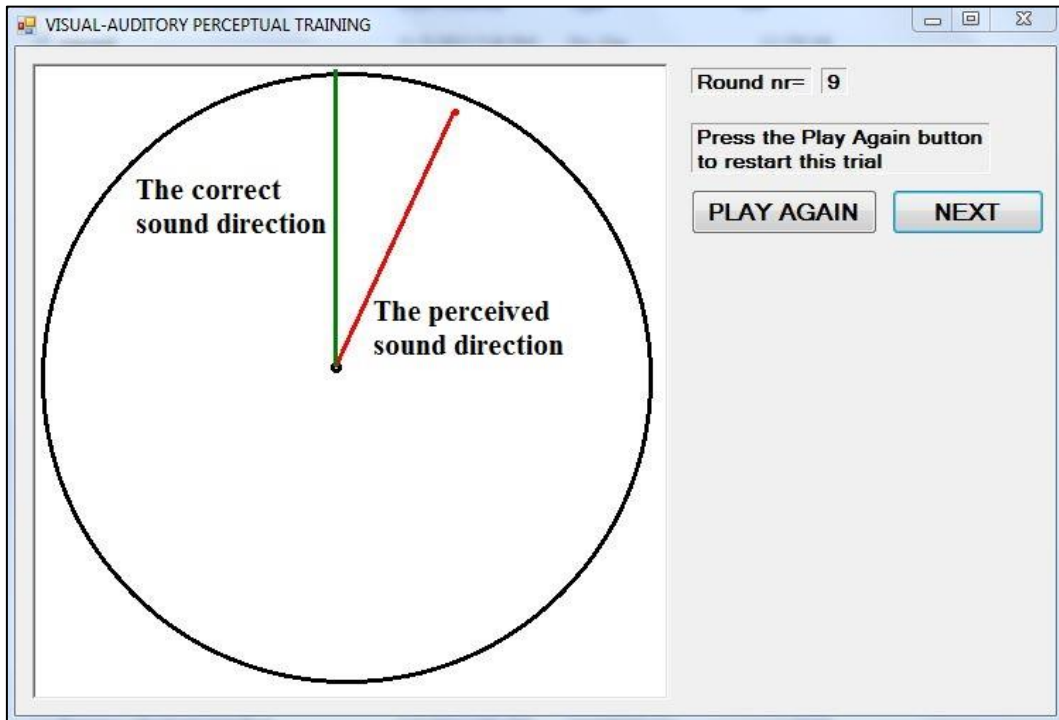 VISUAL-AUDITORY PERCEPTUAL TRAINING
The correct
sound direction
The perceived
sound direction
Round nr= 9
Press the Play Again button
to restart this trial
PLAY AGAIN NEXT